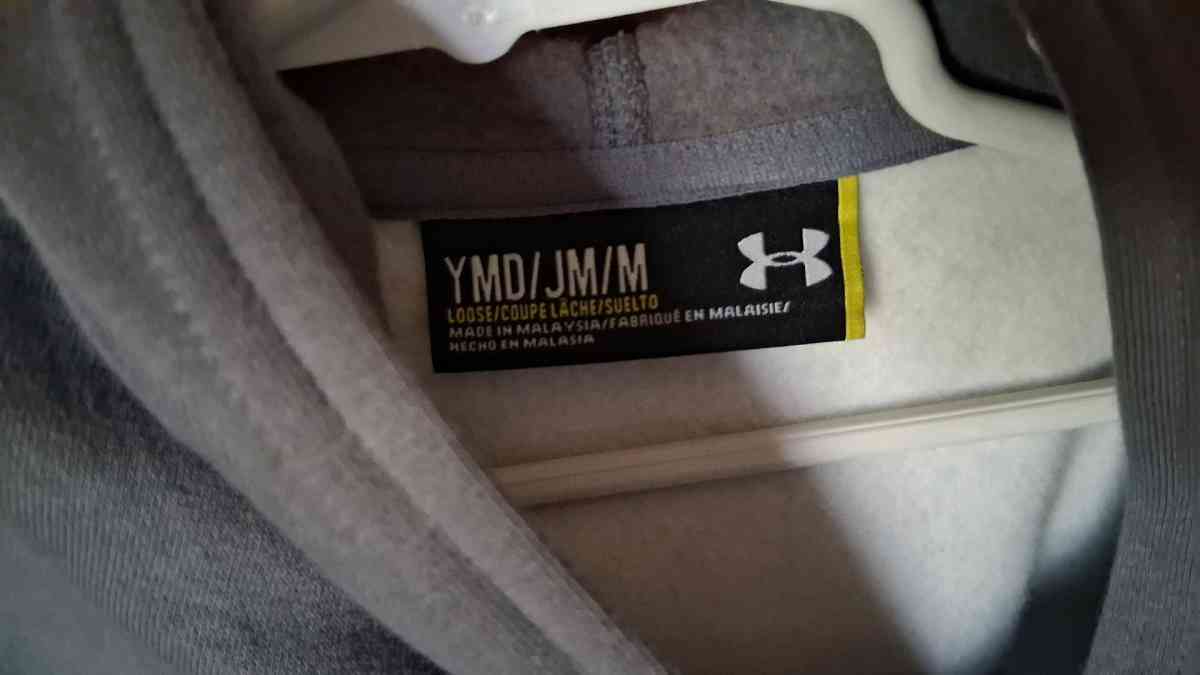 YMD/JM/M
LOOSE/COUPE LÂCHE/SUELTO
MADE IN MALAYSIA/FABRIQUÉ EN MALAISIE/
HECHO EN MALASIA